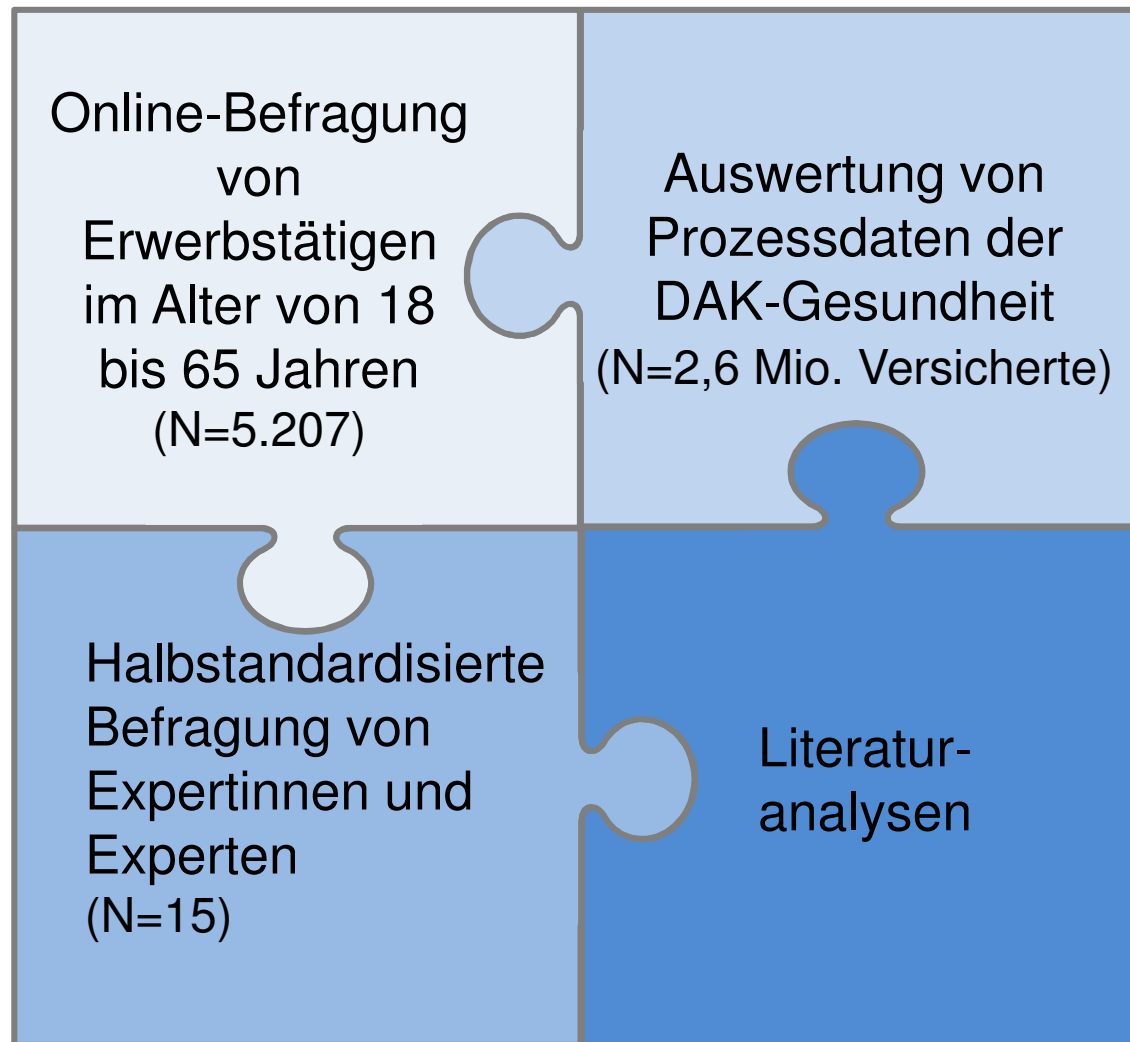 Online-Befragung
von
Erwerbstätigen
im Alter von 18
bis 65 Jahren
(N=5.207)
Auswertung von
Prozessdaten der
DAK-Gesundheit
(N=2,6 Mio. Versicherte)
Halbstandardisierte
Befragung von
Expertinnen und
Experten
(N=15)
Literatur-
analysen